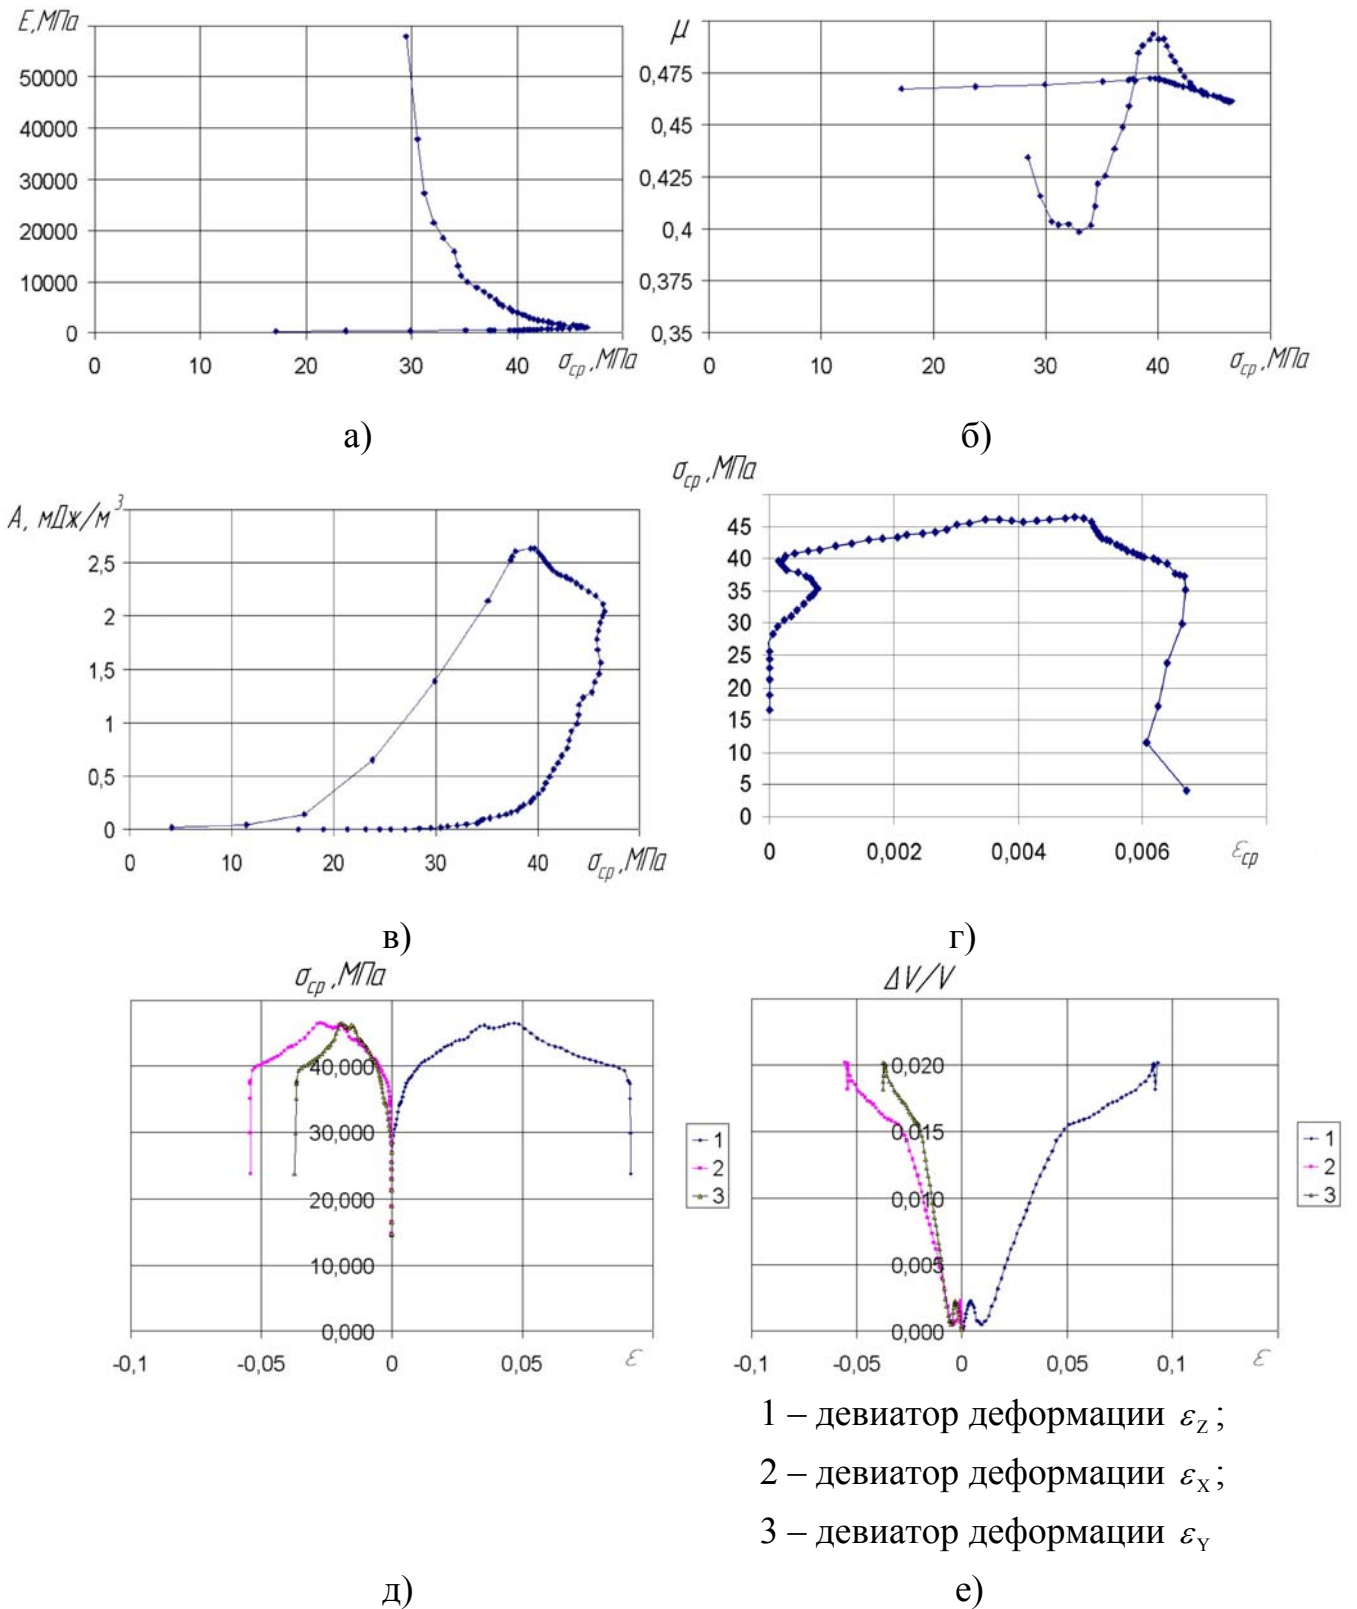 E,МПа
50000
40000
30000
20000
10000
0
0 10 20 30 40 σср,МПа
а)
μ
0,475
0,45
0,425
0,4
0,375
0,35
0 10 20 30 40 σср,МПа
б)
А, мДж/м³
2,5
2
1,5
1
0,5
0
0 10 20 30 40 σср,МПа
в)
σср,МПа
45
40
35
30
25
20
15
10
5
0
0 0,002 0,004 0,006 εср
г)
σср,МПа
40,000
30,000
20,000
10,000
0,000
-0,1 -0,05 0 0,05 ε
1
2
3
д)
ΔV/V
0,020
0,015
0,010
0,005
0,000
-0,1 -0,05 0 0,05 0,1 ε
1
2
3
1 – девиатор деформации εZ;
2 – девиатор деформации εX;
3 – девиатор деформации εY
е)